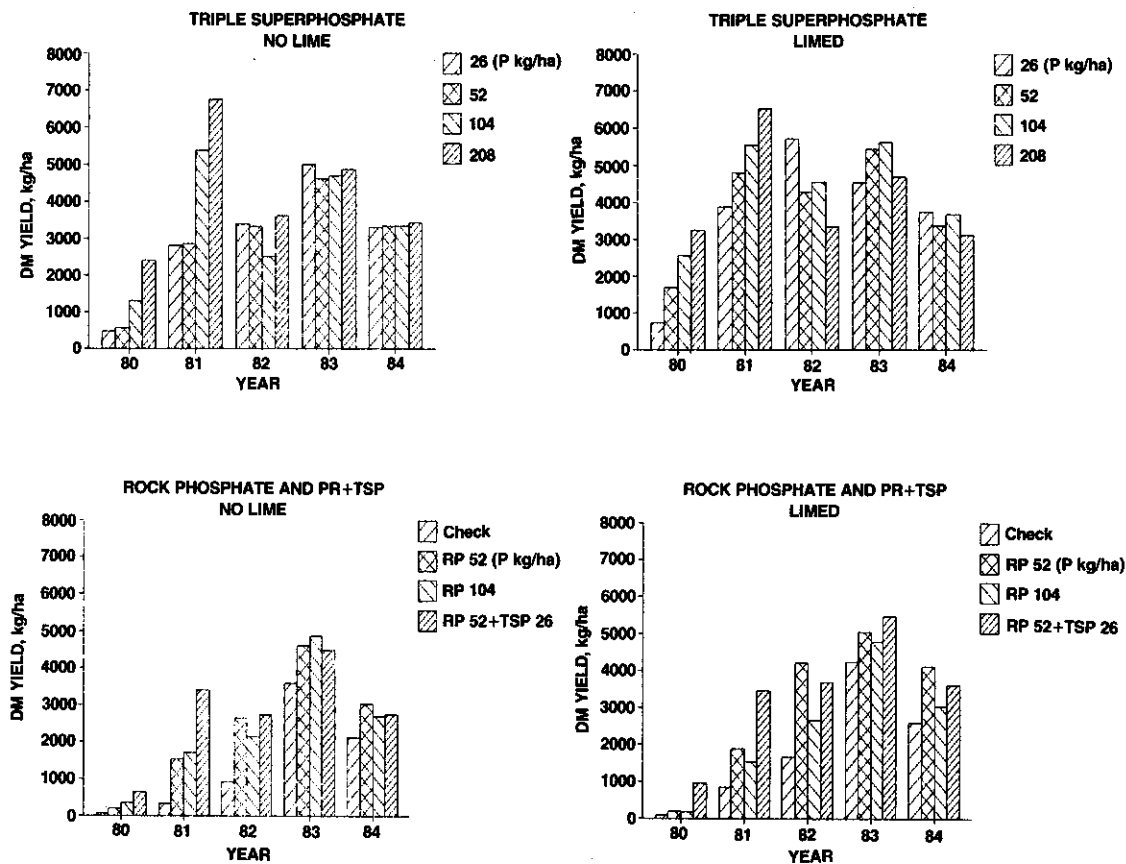 TRIPLE SUPERPHOSPHATE
NO LIME
8000
7000
6000
5000
4000
3000
2000
1000
0
DM YIELD, kg/ha
26 (P kg/ha)
52
104
208
80 81 82 83 84
YEAR
TRIPLE SUPERPHOSPHATE
LIMED
8000
7000
6000
5000
4000
3000
2000
1000
0
DM YIELD, kg/ha
26 (P kg/ha)
52
104
208
80 81 82 83 84
YEAR
ROCK PHOSPHATE AND PR+TSP
NO LIME
8000
7000
6000
5000
4000
3000
2000
1000
0
DM YIELD, kg/ha
Check
RP 52 (P kg/ha)
RP 104
RP 52+TSP 26
80 81 82 83 84
YEAR
ROCK PHOSPHATE AND PR+TSP
LIMED
8000
7000
6000
5000
4000
3000
2000
1000
0
DM YIELD, kg/ha
Check
RP 52 (P kg/ha)
RP 104
RP 52+TSP 26
80 81 82 83 84
YEAR